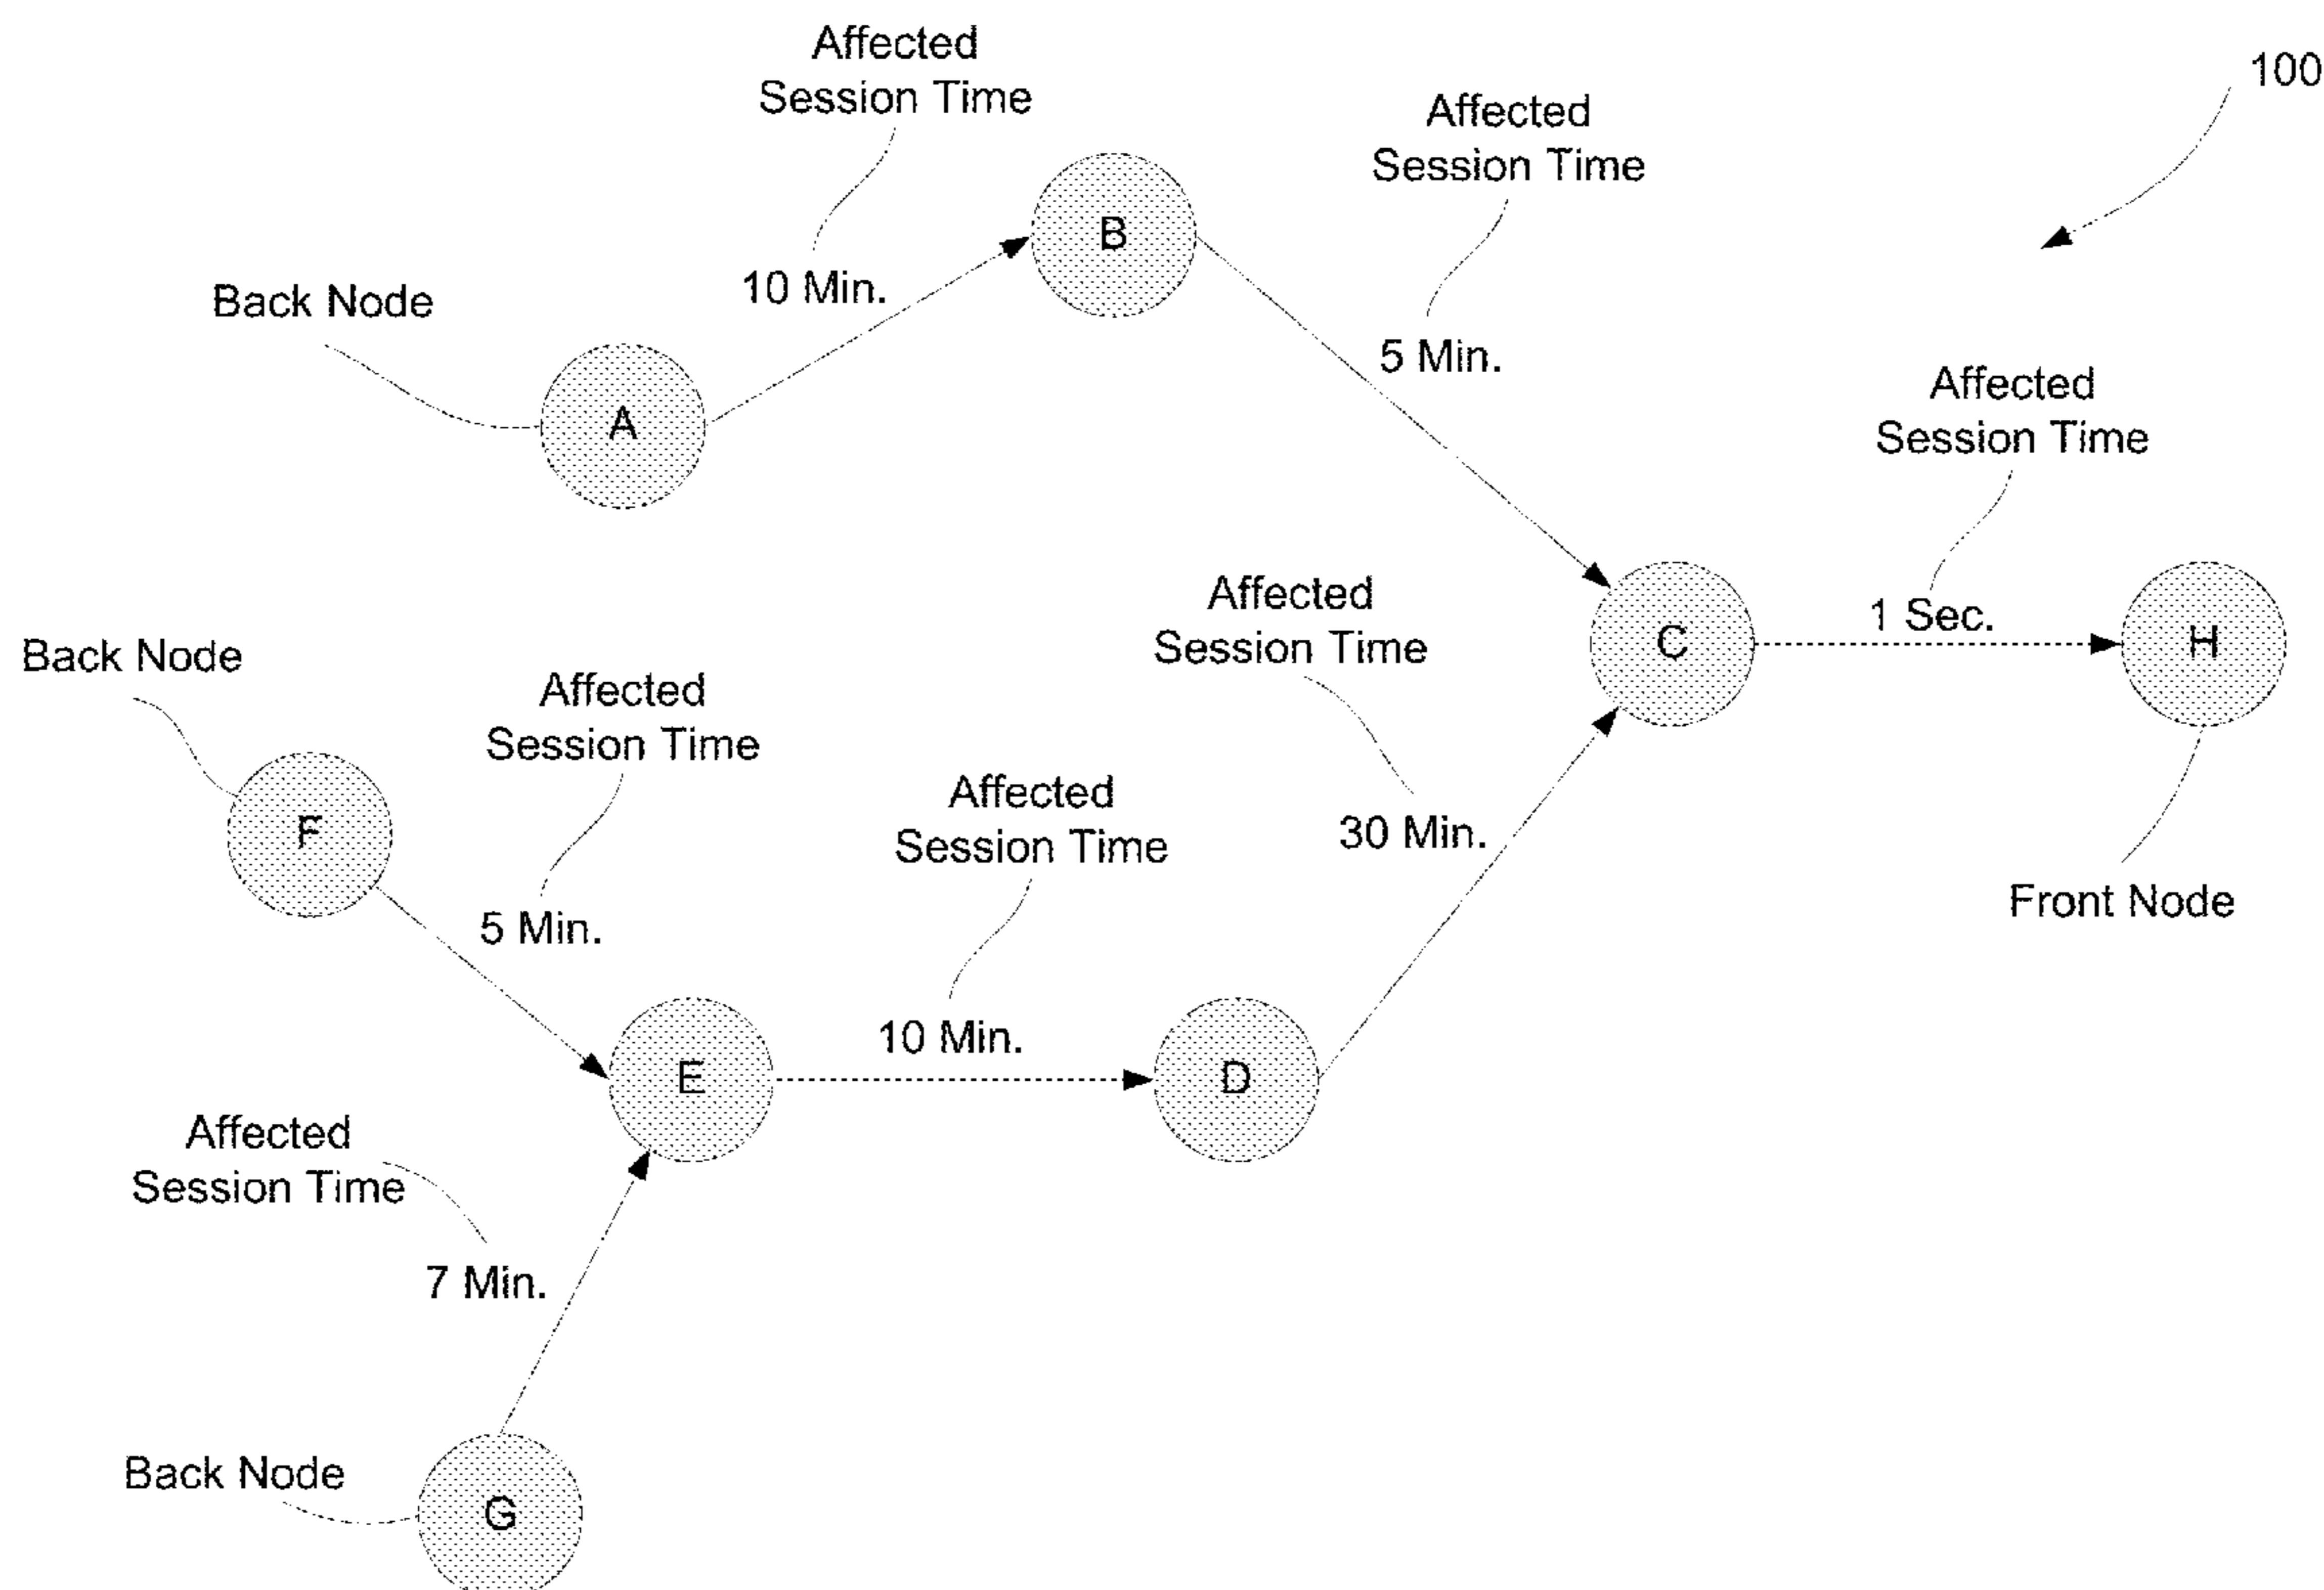 Affected
Session Time
100
Affected
Session Time
B
10 Min.
Back Node
5 Min.
A
Affected
Session Time
Affected
Session Time
1 Sec.
C
H
Back Node
Affected
Session Time
Affected
Session Time
30 Min.
F
Front Node
5 Min.
10 Min.
E
D
Affected
Session Time
7 Min.
Back Node
G